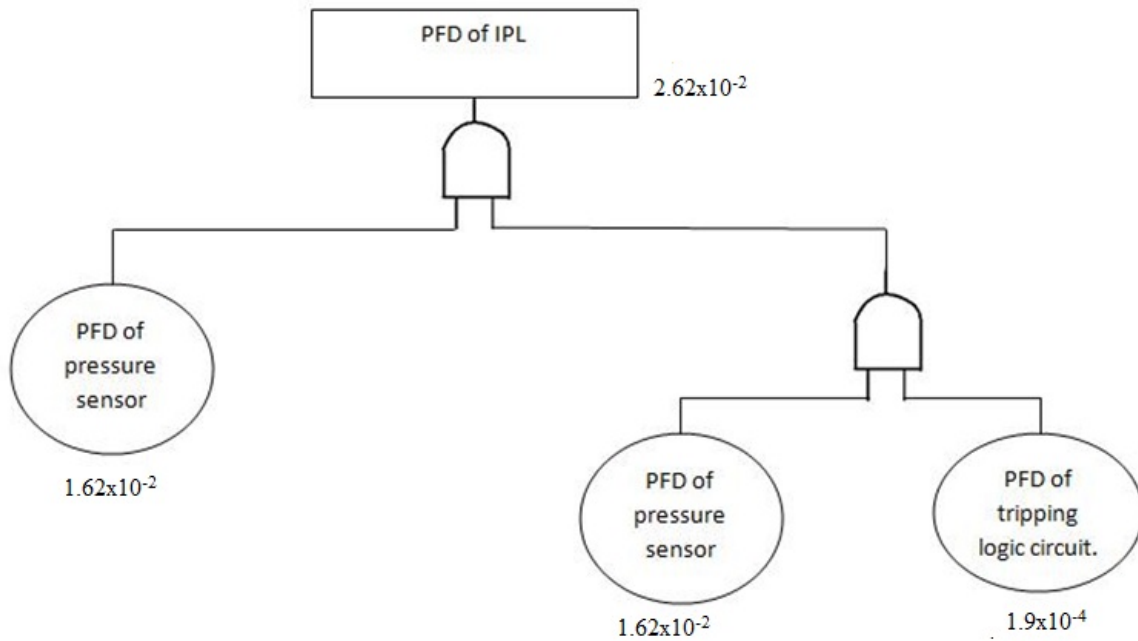 PFD of IPL
2.62x10⁻²
PFD of
pressure
sensor
1.62x10⁻²
PFD of
pressure
sensor
1.62x10⁻²
PFD of
tripping
logic circuit.
1.9x10⁻⁴